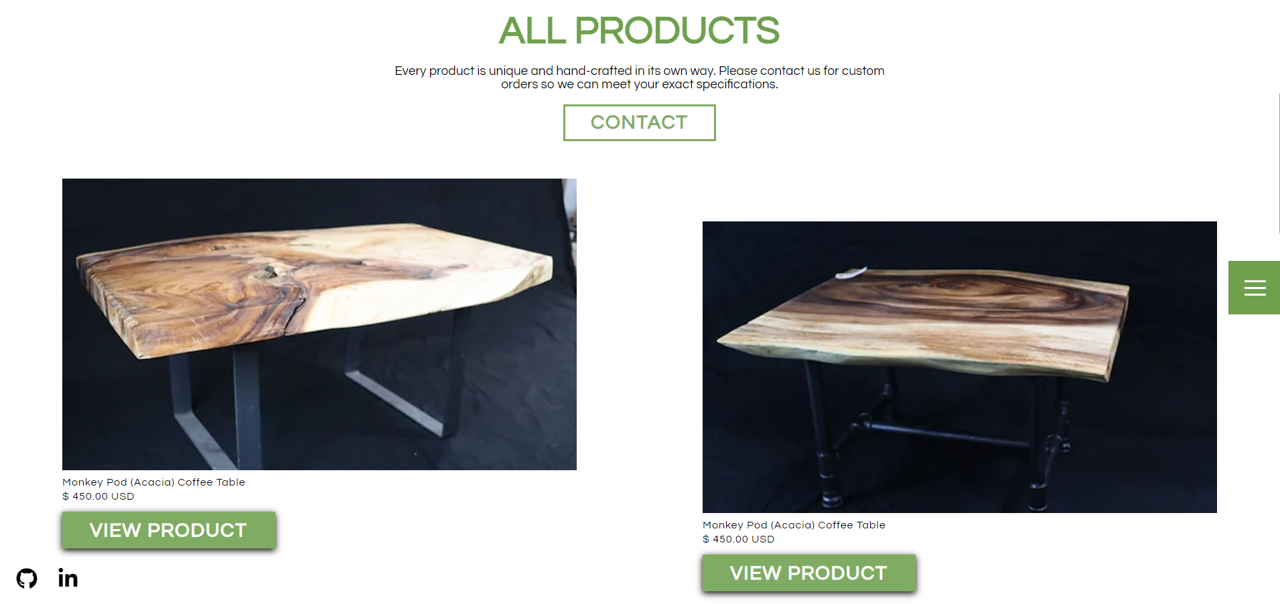 ALL PRODUCTS
Every product is unique and hand-crafted in its own way. Please contact us for custom
orders so we can meet your exact specifications.
CONTACT
Monkey Pod (Acacia) Coffee Table
$ 450.00 USD
VIEW PRODUCT
Monkey Pod (Acacia) Coffee Table
$ 450.00 USD
VIEW PRODUCT
in